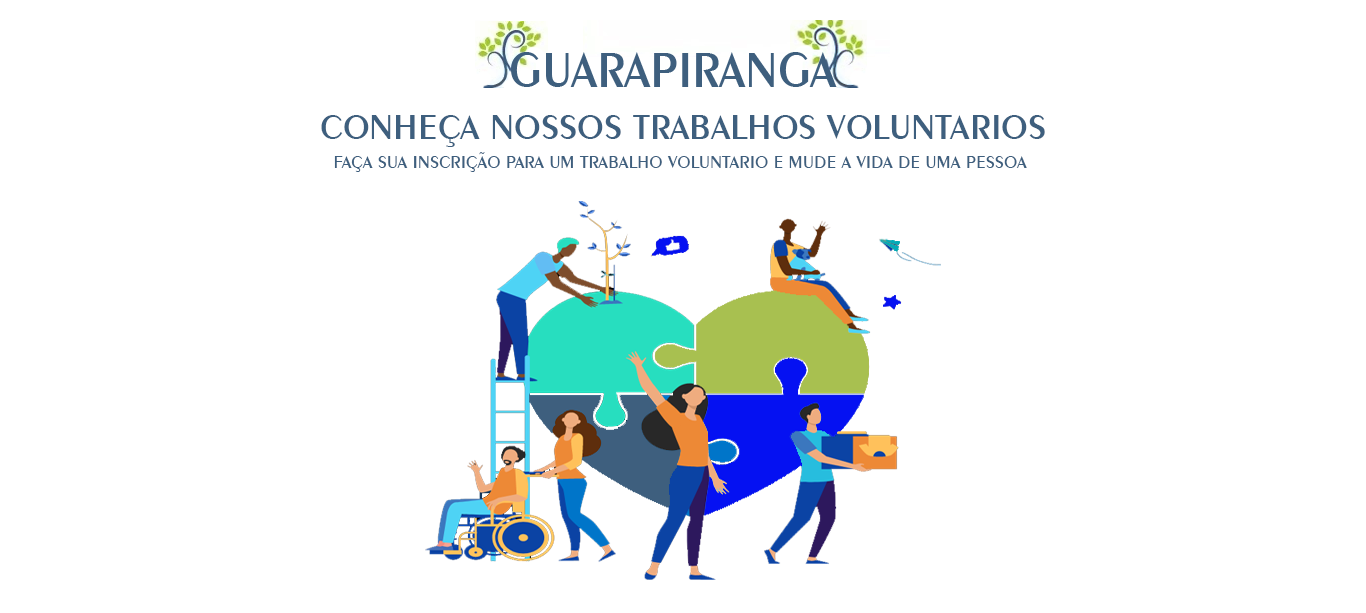 GUARAPIRANGA
CONHEÇA NOSSOS TRABALHOS VOLUNTARIOS
FAÇA SUA INSCRIÇÃO PARA UM TRABALHO VOLUNTARIO E MUDE A VIDA DE UMA PESSOA